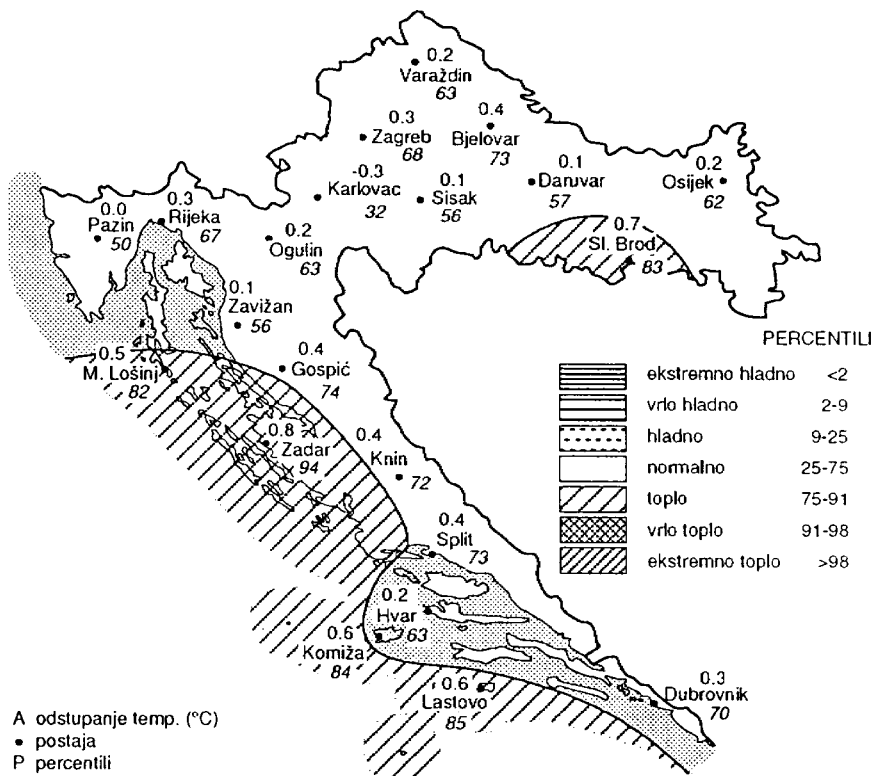 0.2
Varaždin
63
0.3
Zagreb
68
0.4
Bjelovar
73
-0.3
Karlovac
32
0.1
Sisak
56
0.1
Daruvar
57
0.2
Osijek
62
0.7
Sl. Brod
83
0.0
Pazin
50
0.3
Rijeka
67
0.2
Ogulin
63
0.1
Zavižan
56
0.5
M. Lošinj
82
0.4
Gospić
74
0.8
Zadar
94
0.4
Knin
72
0.4
Split
73
0.2
Hvar
63
0.6
Komiža
84
0.6
Lastovo
85
0.3
Dubrovnik
70
PERCENTILI
ekstremno hladno <2
vrlo hladno 2-9
hladno 9-25
normalno 25-75
toplo 75-91
vrlo toplo 91-98
ekstremno toplo >98
A odstupanje temp. (°C)
• postaja
P percentili